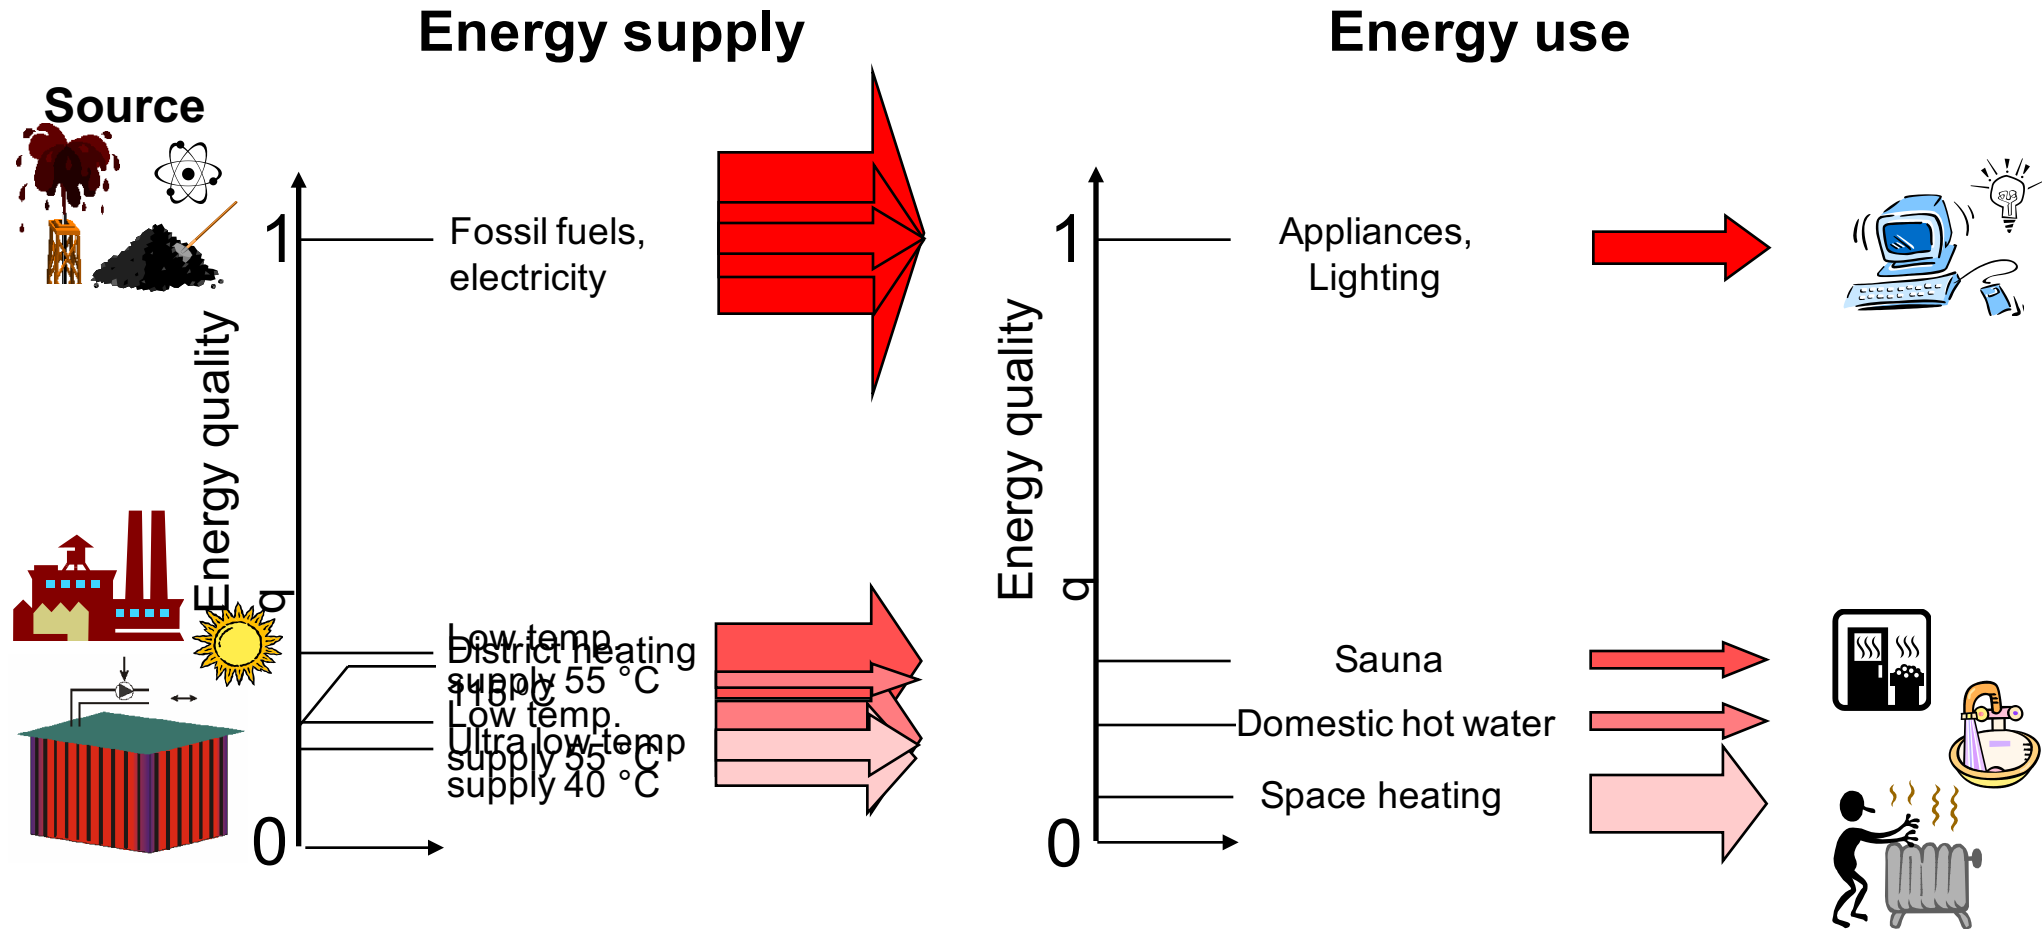 Energy supply
Energy use
Source
1
Fossil fuels,
electricity
Energy quality
q
Low temp.
supply 55 °C
District heating
115 ºC
Low temp.
supply 55 °C
Ultra low temp
supply 40 °C
0
1
Appliances,
Lighting
Energy quality
q
Sauna
Domestic hot water
Space heating
0